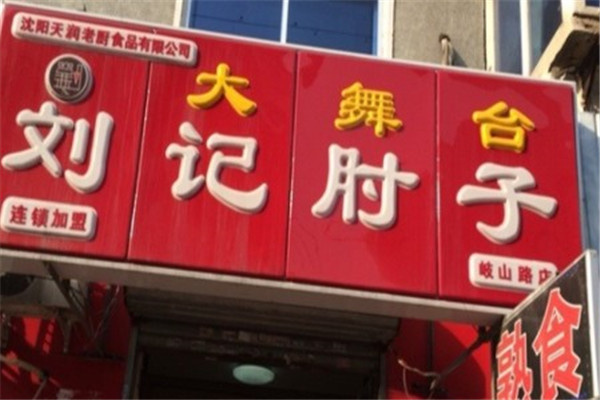 沈阳天润老厨食品有限公司
大舞台
刘记肘子
连锁加盟
岐山路店
熟食